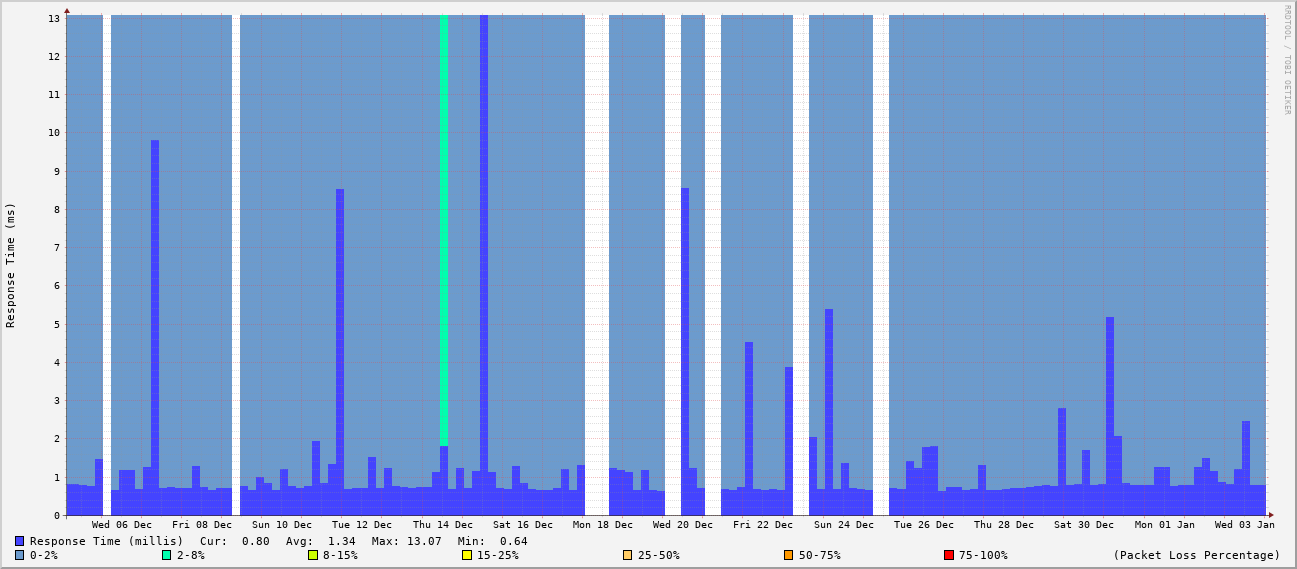 RRDTOOL / TOBI OETIKER
Response Time (ms)
13
12
11
10
9
8
7
6
5
4
3
2
1
0
Wed 06 Dec Fri 08 Dec Sun 10 Dec Tue 12 Dec Thu 14 Dec Sat 16 Dec Mon 18 Dec Wed 20 Dec Fri 22 Dec Sun 24 Dec Tue 26 Dec Thu 28 Dec Sat 30 Dec Mon 01 Jan Wed 03 Jan
Response Time (millis) Cur: 0.80 Avg: 1.34 Max: 13.07 Min: 0.64
0-2% 2-8% 8-15% 15-25% 25-50% 50-75% 75-100% (Packet Loss Percentage)